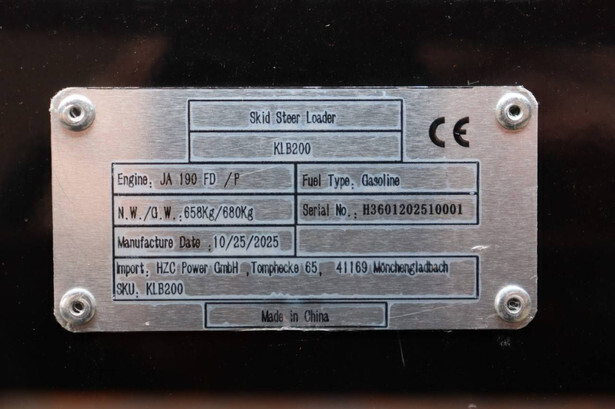 Skid Steer Loader
CE
KLB200
Engine: JA 190 FD /P
Fuel Type: Gasoline
N.W./G.W.:658Kg/680Kg
Serial No.: H3601202510001
Manufacture Date :10/25/2025
Import: HZC Power GmbH ,Tomphecke 65, 41169 Mönchengladbach
SKU: KLB200
Made in China